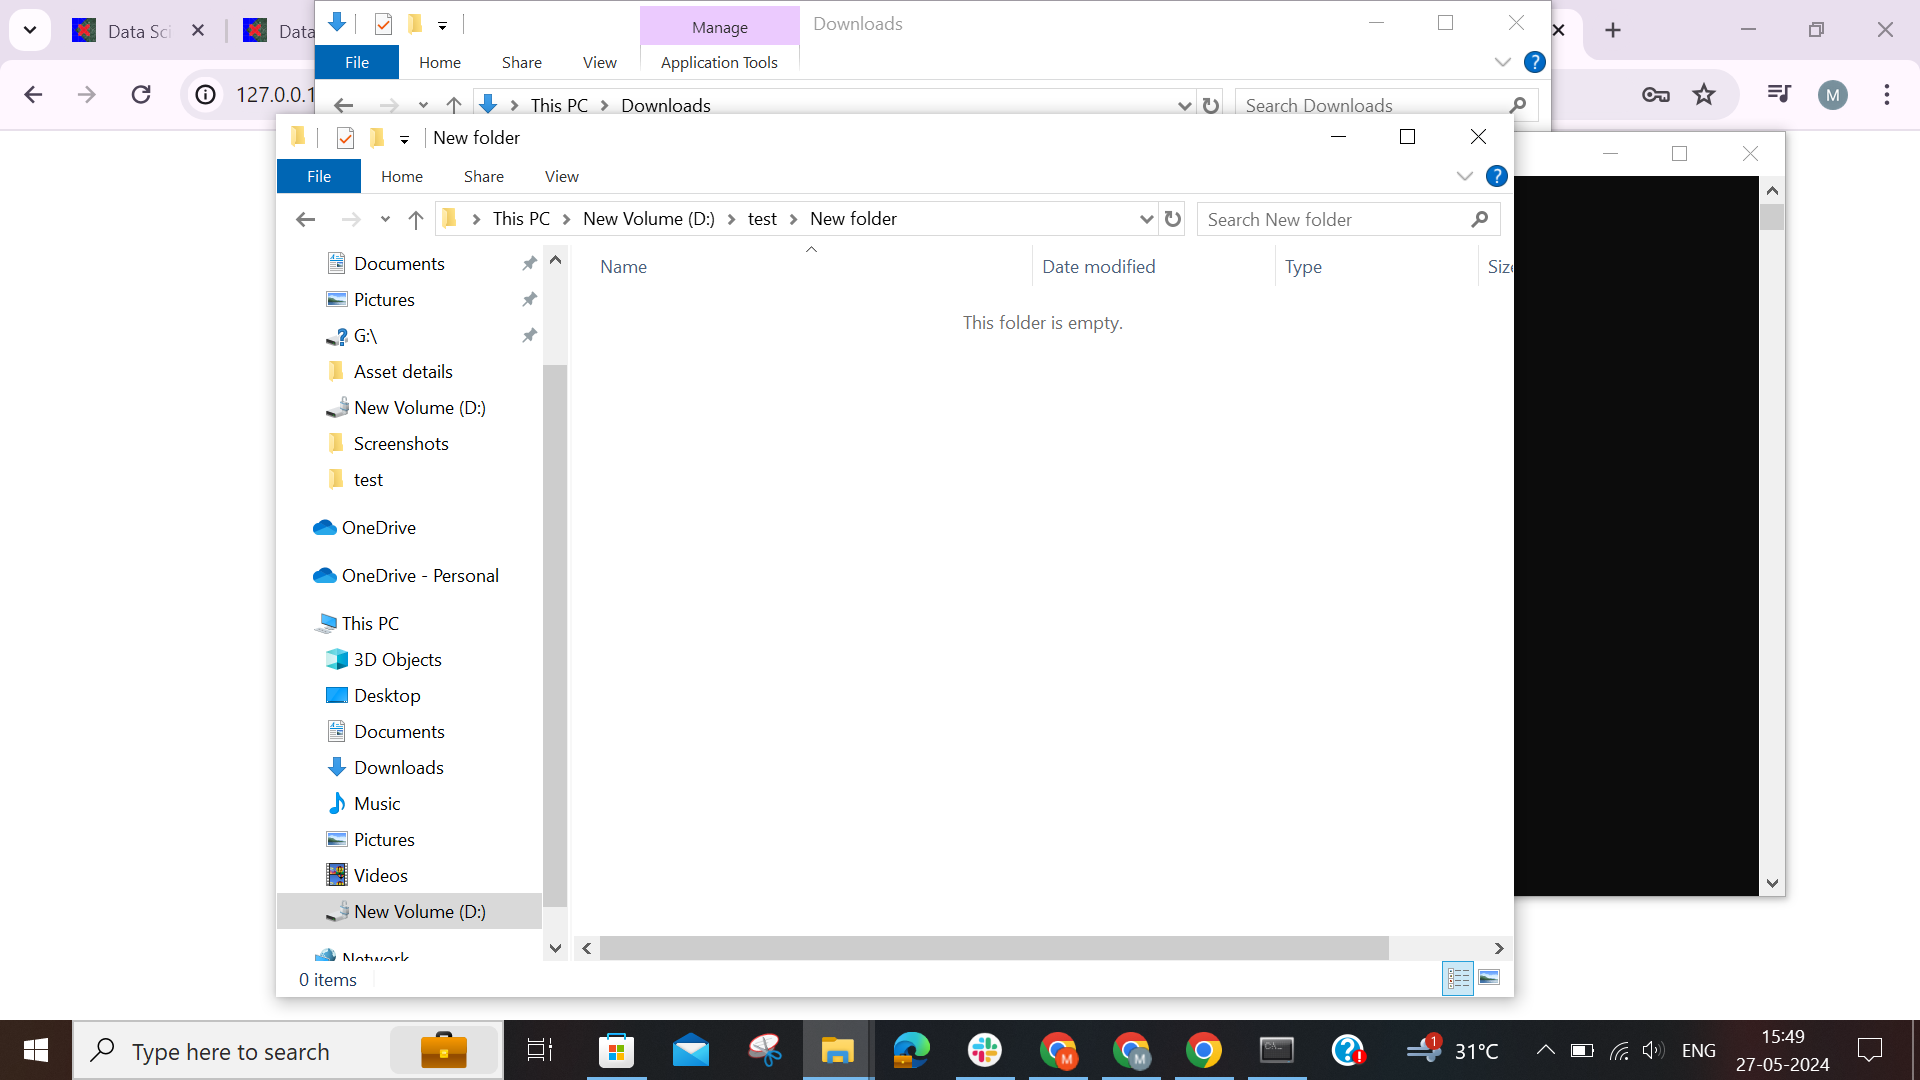 Data Sci
Data
Manage
Downloads
File
Home
Share
View
Application Tools
127.0.0.1
This PC
Downloads
Search Downloads
M
New folder
File
Home
Share
View
This PC
New Volume (D:)
test
New folder
Search New folder
Documents
Pictures
G:\
Asset details
New Volume (D:)
Screenshots
test
OneDrive
OneDrive - Personal
This PC
3D Objects
Desktop
Documents
Downloads
Music
Pictures
Videos
New Volume (D:)
Network
Name
Date modified
Type
Size
This folder is empty.
0 items
Type here to search
M
M
1
31°C
ENG
15:49
27-05-2024